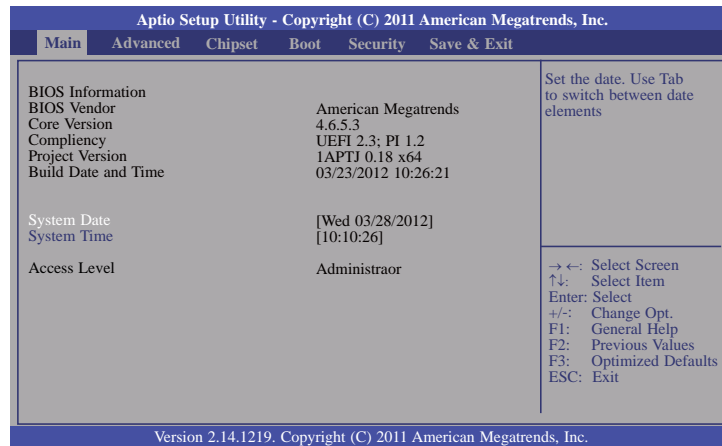 Aptio Setup Utility - Copyright (C) 2011 American Megatrends, Inc.
Main Advanced Chipset Boot Security Save & Exit
BIOS Information
BIOS Vendor American Megatrends
Core Version 4.6.5.3
Compliency UEFI 2.3; PI 1.2
Project Version 1APTJ 0.18 x64
Build Date and Time 03/23/2012 10:26:21
System Date [Wed 03/28/2012]
System Time [10:10:26]
Access Level Administraor
Set the date. Use Tab
to switch between date
elements
→ ←: Select Screen
↑↓: Select Item
Enter: Select
+/-: Change Opt.
F1: General Help
F2: Previous Values
F3: Optimized Defaults
ESC: Exit
Version 2.14.1219. Copyright (C) 2011 American Megatrends, Inc.